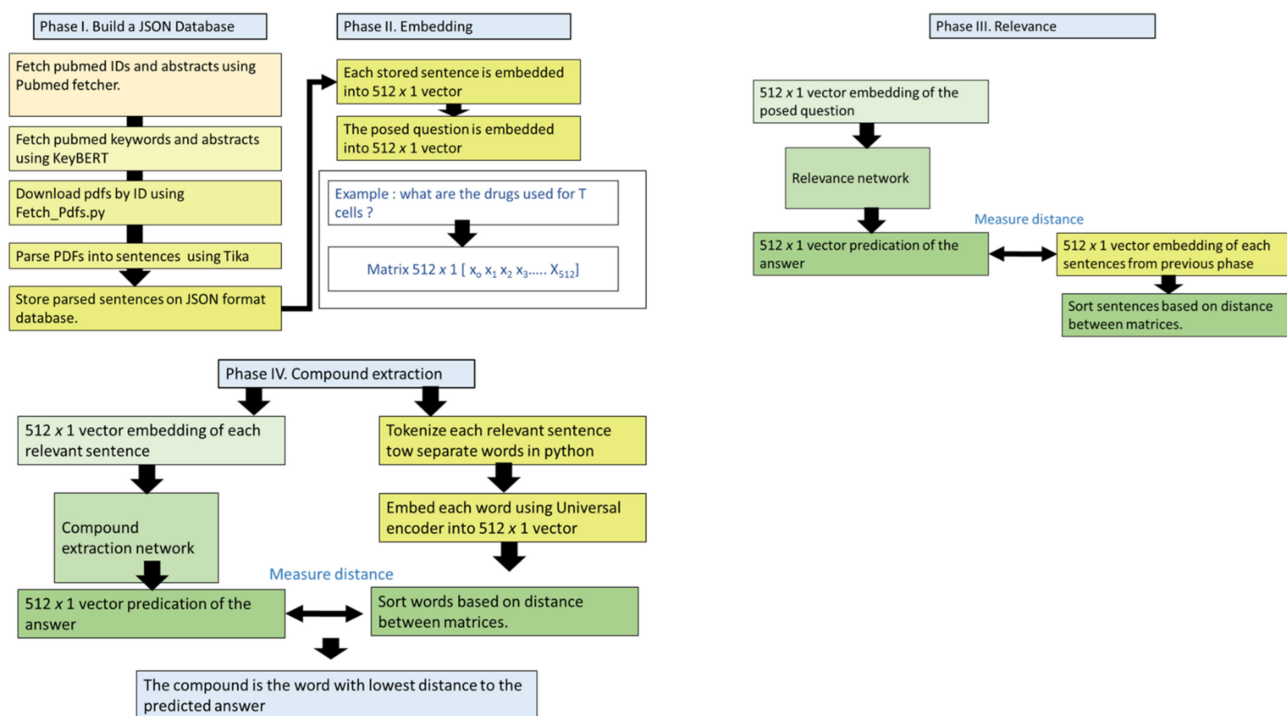 Phase I. Build a JSON Database
Fetch pubmed IDs and abstracts using
Pubmed fetcher.
Fetch pubmed keywords and abstracts
using KeyBERT
Download pdfs by ID using
Fetch_Pdfs.py
Parse PDFs into sentences using Tika
Store parsed sentences on JSON format
database.
Phase II. Embedding
Each stored sentence is embedded
into 512 x 1 vector
The posed question is embedded
into 512 x 1 vector
Example : what are the drugs used for T
cells ?
Matrix 512 x 1 [ xo x1 x2 x3..... X512]
Phase III. Relevance
512 x 1 vector embedding of the
posed question
Relevance network
Measure distance
512 x 1 vector predication of the
answer
512 x 1 vector embedding of each
sentences from previous phase
Sort sentences based on distance
between matrices.
Phase IV. Compound extraction
512 x 1 vector embedding of each
relevant sentence
Compound
extraction network
512 x 1 vector predication of the
answer
Tokenize each relevant sentence
tow separate words in python
Embed each word using Universal
encoder into 512 x 1 vector
Measure distance
Sort words based on distance
between matrices.
The compound is the word with lowest distance to the
predicted answer